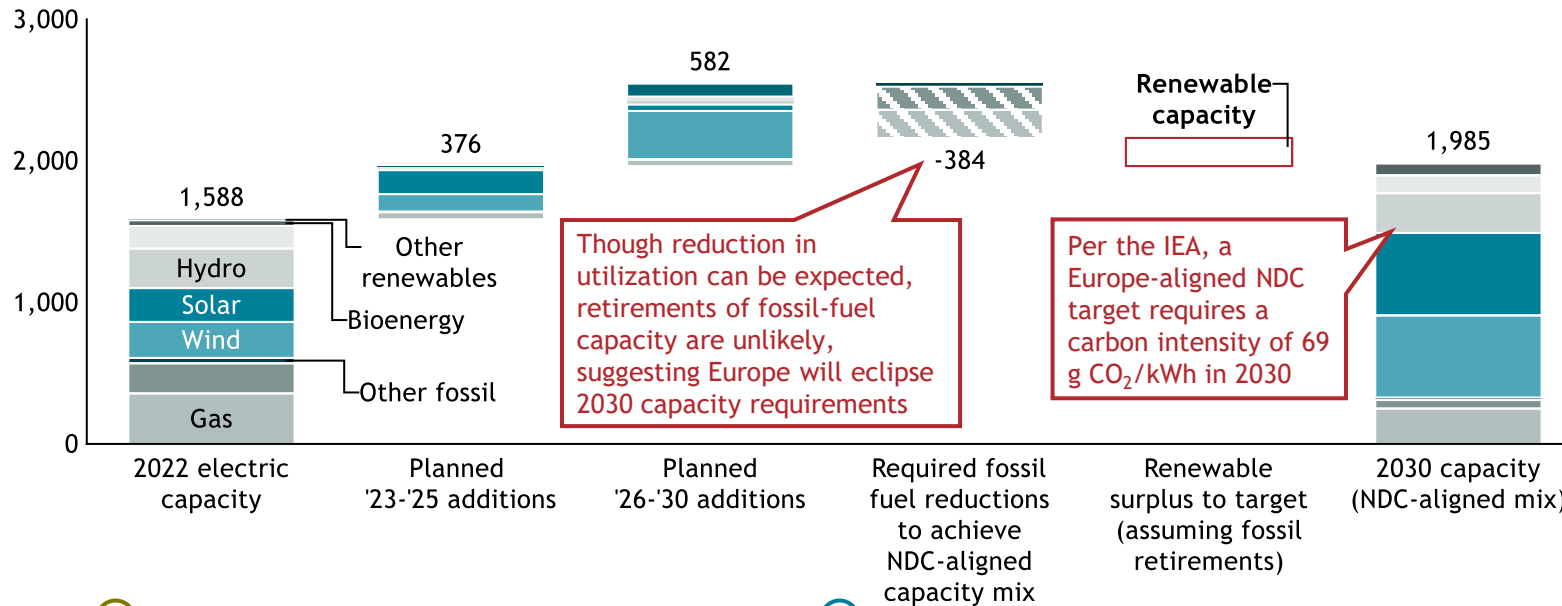 3,000
2,000
1,000
0
1,588
376
582
-384
1,985
Hydro
Solar
Wind
Gas
Other
renewables
Bioenergy
Other fossil
Though reduction in
utilization can be expected,
retirements of fossil-fuel
capacity are unlikely,
suggesting Europe will eclipse
2030 capacity requirements
Renewable
capacity
Per the IEA, a
Europe-aligned NDC
target requires a
carbon intensity of 69
g CO₂/kWh in 2030
2022 electric
capacity
Planned
'23-'25 additions
Planned
'26-'30 additions
Required fossil
fuel reductions
to achieve
NDC-aligned
capacity mix
Renewable
surplus to target
(assuming fossil
retirements)
2030 capacity
(NDC-aligned mix)